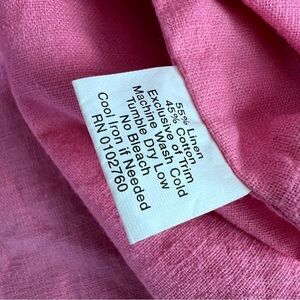 55% Linen
45% Cotton
Exclusive of Trim
Machine Wash Cold
Tumble Dry Low
No Bleach
Cool Iron if Needed
RN 0102760